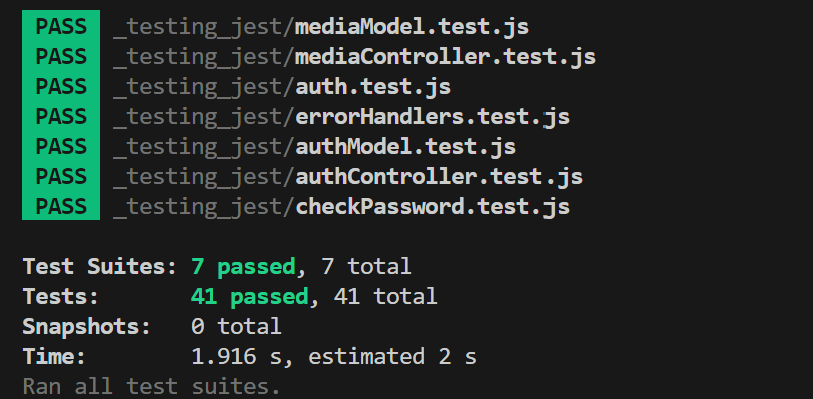 PASS _testing_jest/mediaModel.test.js
PASS _testing_jest/mediaController.test.js
PASS _testing_jest/auth.test.js
PASS _testing_jest/errorHandlers.test.js
PASS _testing_jest/authModel.test.js
PASS _testing_jest/authController.test.js
PASS _testing_jest/checkPassword.test.js
Test Suites: 7 passed, 7 total
Tests: 41 passed, 41 total
Snapshots: 0 total
Time: 1.916 s, estimated 2 s
Ran all test suites.